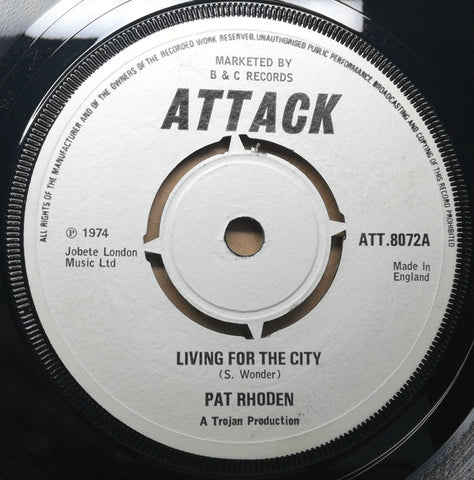 ALL RIGHTS OF THE MANUFACTURER AND OF THE OWNERS OF THE RECORDED WORK RESERVED. UNAUTHORISED PUBLIC PERFORMANCE, BROADCASTING AND COPYING OF THIS RECORD PROHIBITED
MARKETED BY
B & C RECORDS
ATTACK
℗ 1974
Jobete London
Music Ltd
ATT.8072A
Made in
England
LIVING FOR THE CITY
(S. Wonder)
PAT RHODEN
A Trojan Production